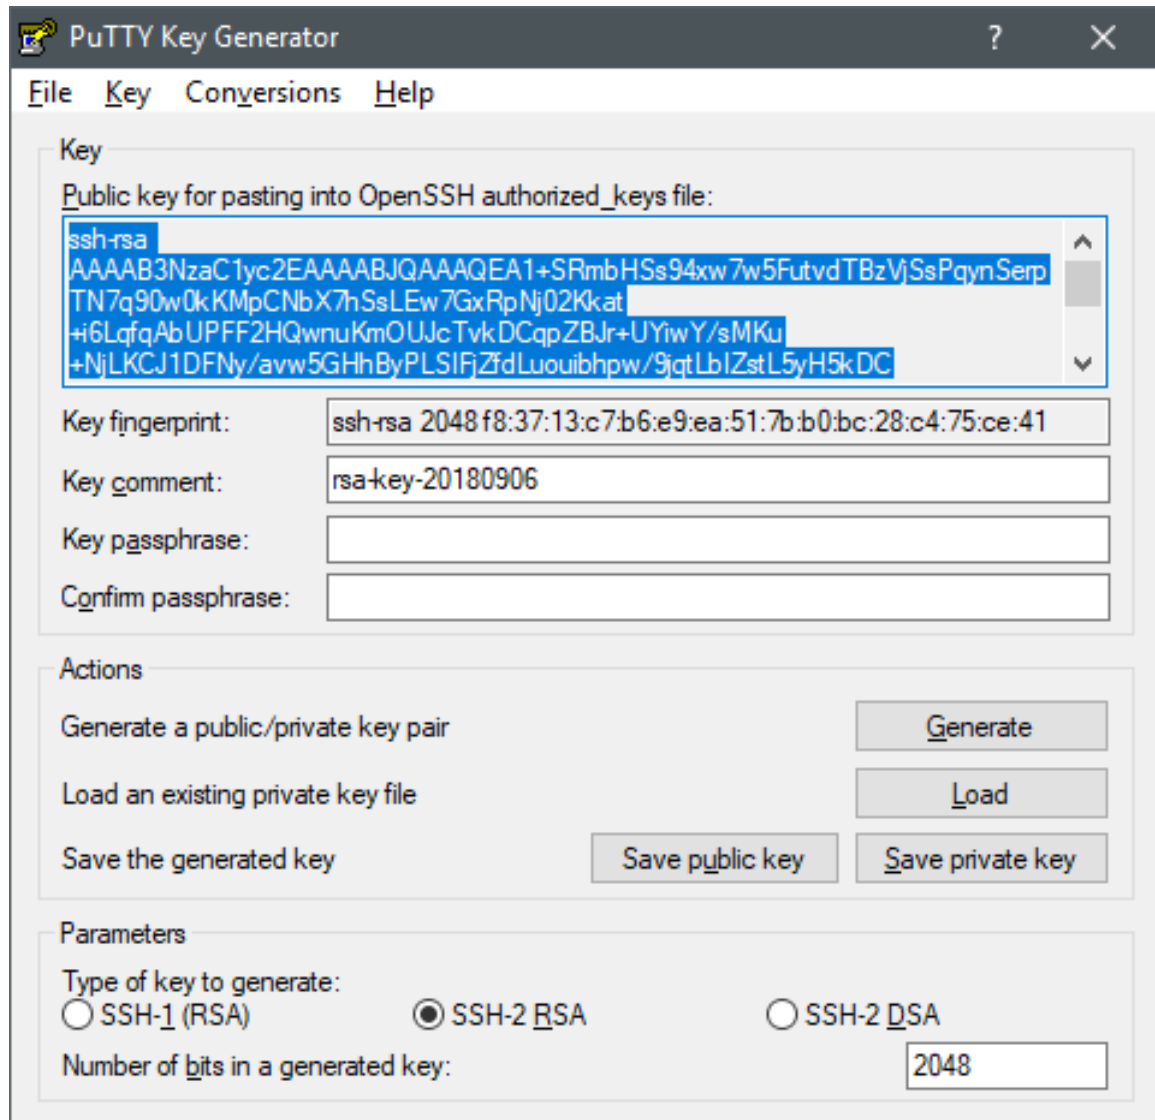 PuTTY Key Generator
File Key Conversions Help
Key
Public key for pasting into OpenSSH authorized_keys file:
ssh-rsa
AAAAB3NzaC1yc2EAAAABJQAAAQEA1+SRmbHSs94xw7w5FutvdTBzVjSsPqynSerp
TN7q90w0kKMpCNbX7hSsLEw7GxRpNj02Kkat
+i6LqfqAbUPFF2HQwnuKmOUJcTvkDCqpZBJr+UYiwY/sMKu
+NjLKCJ1DFNy/avw5GHhByPLSIFjZfdLuouibhpw/9jqtLbIZstL5yH5kDC
Key fingerprint: ssh-rsa 2048 f8:37:13:c7:b6:e9:ea:51:7b:b0:bc:28:c4:75:ce:41
Key comment: rsa-key-20180906
Key passphrase:
Confirm passphrase:
Actions
Generate a public/private key pair Generate
Load an existing private key file Load
Save the generated key Save public key Save private key
Parameters
Type of key to generate:
SSH-1 (RSA) SSH-2 RSA SSH-2 DSA
Number of bits in a generated key: 2048